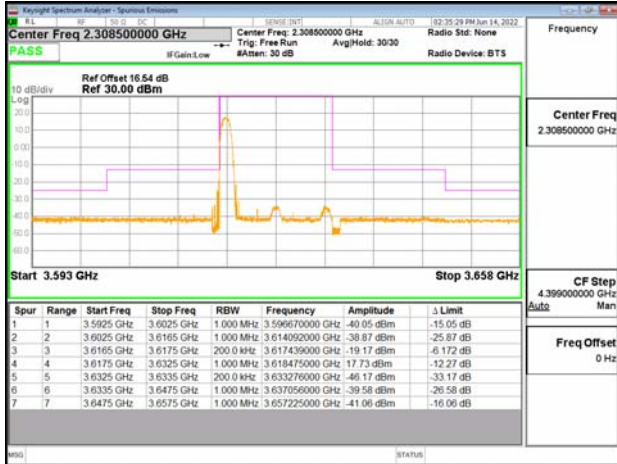 Keysight Spectrum Analyzer - Spurious Emissions
RL RF 50 Ω DC SENSE:INT ALIGN AUTO 02:35:29 PM Jun 14, 2022
Center Freq 2.308500000 GHz
PASS
IFGain:Low
Center Freq: 2.308500000 GHz
Trig: Free Run Avg|Hold: 30/30
#Atten: 30 dB
Radio Std: None
Radio Device: BTS
Frequency
Ref Offset 16.54 dB
10 dB/div Ref 30.00 dBm
Log
20.0
10.0
0.00
-10.0
-20.0
-30.0
-40.0
-50.0
-60.0
Start 3.593 GHz Stop 3.658 GHz
Center Freq
2.308500000 GHz
CF Step
4.399000000 GHz
Auto Man
Freq Offset
0 Hz
Spur Range Start Freq Stop Freq RBW Frequency Amplitude Δ Limit
1 1 3.5925 GHz 3.6025 GHz 1.000 MHz 3.596670000 GHz -40.05 dBm -15.05 dB
2 2 3.6025 GHz 3.6165 GHz 1.000 MHz 3.614092000 GHz -38.87 dBm -25.87 dB
3 3 3.6165 GHz 3.6175 GHz 200.0 kHz 3.617439000 GHz -19.17 dBm -6.172 dB
4 4 3.6175 GHz 3.6325 GHz 1.000 MHz 3.618475000 GHz 17.73 dBm -12.27 dB
5 5 3.6325 GHz 3.6335 GHz 200.0 kHz 3.633276000 GHz -46.17 dBm -33.17 dB
6 6 3.6335 GHz 3.6475 GHz 1.000 MHz 3.637056000 GHz -39.58 dBm -26.58 dB
7 7 3.6475 GHz 3.6575 GHz 1.000 MHz 3.657225000 GHz -41.06 dBm -16.06 dB
MSG STATUS